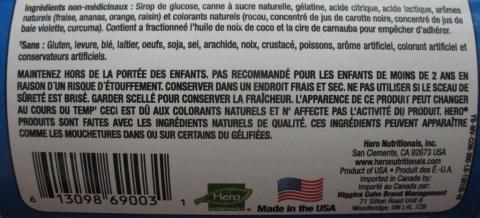 Ingrédients non-médicinaux : Sirop de glucose, canne à sucre naturelle, gélatine, acide citrique, acide lactique, arômes
naturels (fraise, ananas, orange, raisin) et colorants naturels (rocou, concentré de jus de carotte noire, concentré de jus de
baie violette, curcuma). Contient a fractionné l'huile de noix de coco et la cire de carnauba pour empêcher d'adhérer.
†Sans : Gluten, levure, blé, laitier, oeufs, soja, sel, arachide, noix, crustacé, poissons, arôme artificiel, colorant artificiel et
conservateurs artificiels.
MAINTENEZ HORS DE LA PORTÉE DES ENFANTS. PAS RECOMMANDÉ POUR LES ENFANTS DE MOINS DE 2 ANS EN
RAISON D'UN RISQUE D'ÉTOUFFEMENT. CONSERVER DANS UN ENDROIT FRAIS ET SEC. NE PAS UTILISER SI LE SCEAU DE
SÛRETÉ EST BRISÉ. GARDER SCELLÉ POUR CONSERVER LA FRAÎCHEUR. L'APPARENCE DE CE PRODUIT PEUT CHANGER
AU COURS DU TEMP* CECI EST DÛ AUX COLORANTS NATURELS ET N' AFFECTE PAS L'ACTIVITÉ DU PRODUIT. HERO®
PRODUITS SONT FAITES AVEC LES INGRÉDIENTS NATURELS DE QUALITÉ. CES INGRÉDIENTS PEUVENT APPARAÎTRE
COMME LES MOUCHETURES DANS OU SUR CERTAINS DU GÉLIFIÉES.
Hero Nutritionals, Inc.
San Clemente, CA 92673 USA
www.heronutritionals.com
Product of USA • Produit des É.-U.A.
Imported in Canada by:
Importé au Canada par:
Higgins Cohn Brand Management
71 Silton Road Unit 8
Woodbridge, ON L4L 7Z8
Hero
Made in the USA
6 13098 69003 1